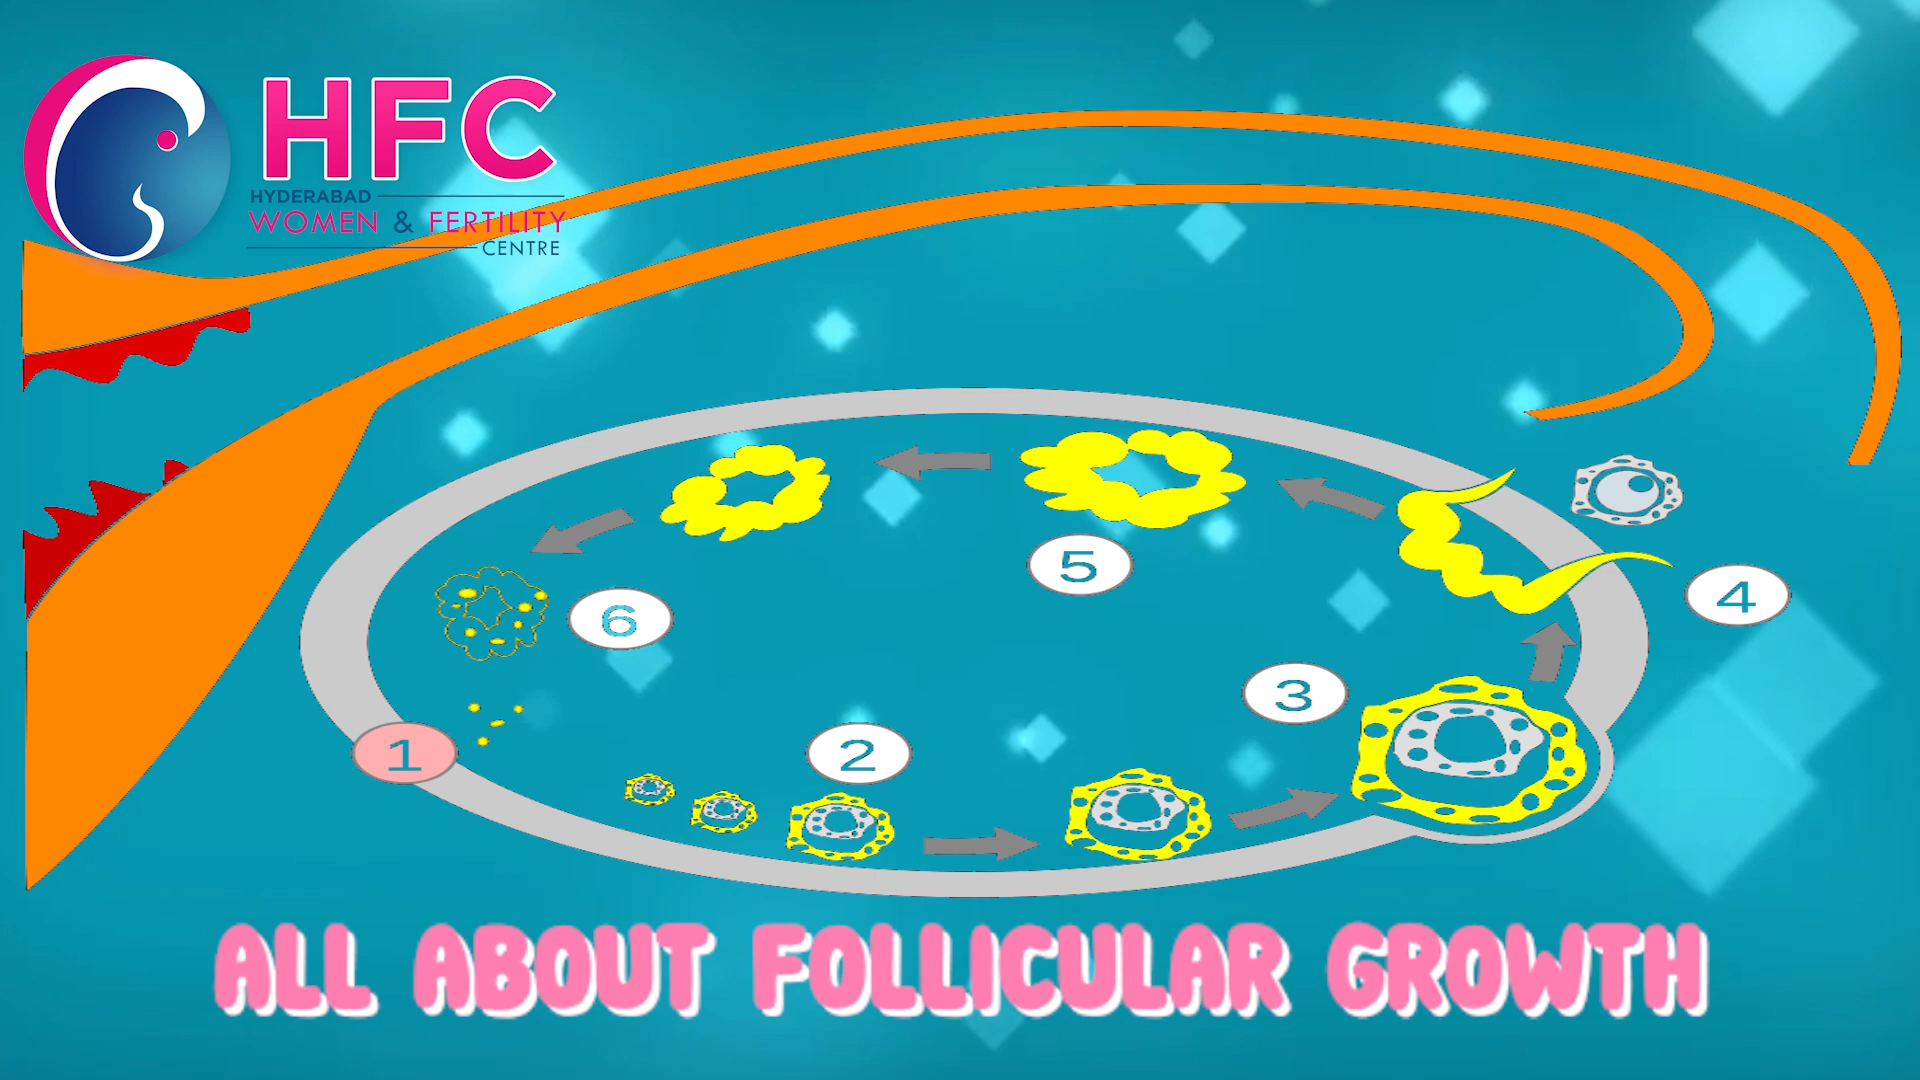 HFC
HYDERABAD
WOMEN & FERTILITY
CENTRE
5
4
6
3
1
2
ALL ABOUT FOLLICULAR GROWTH